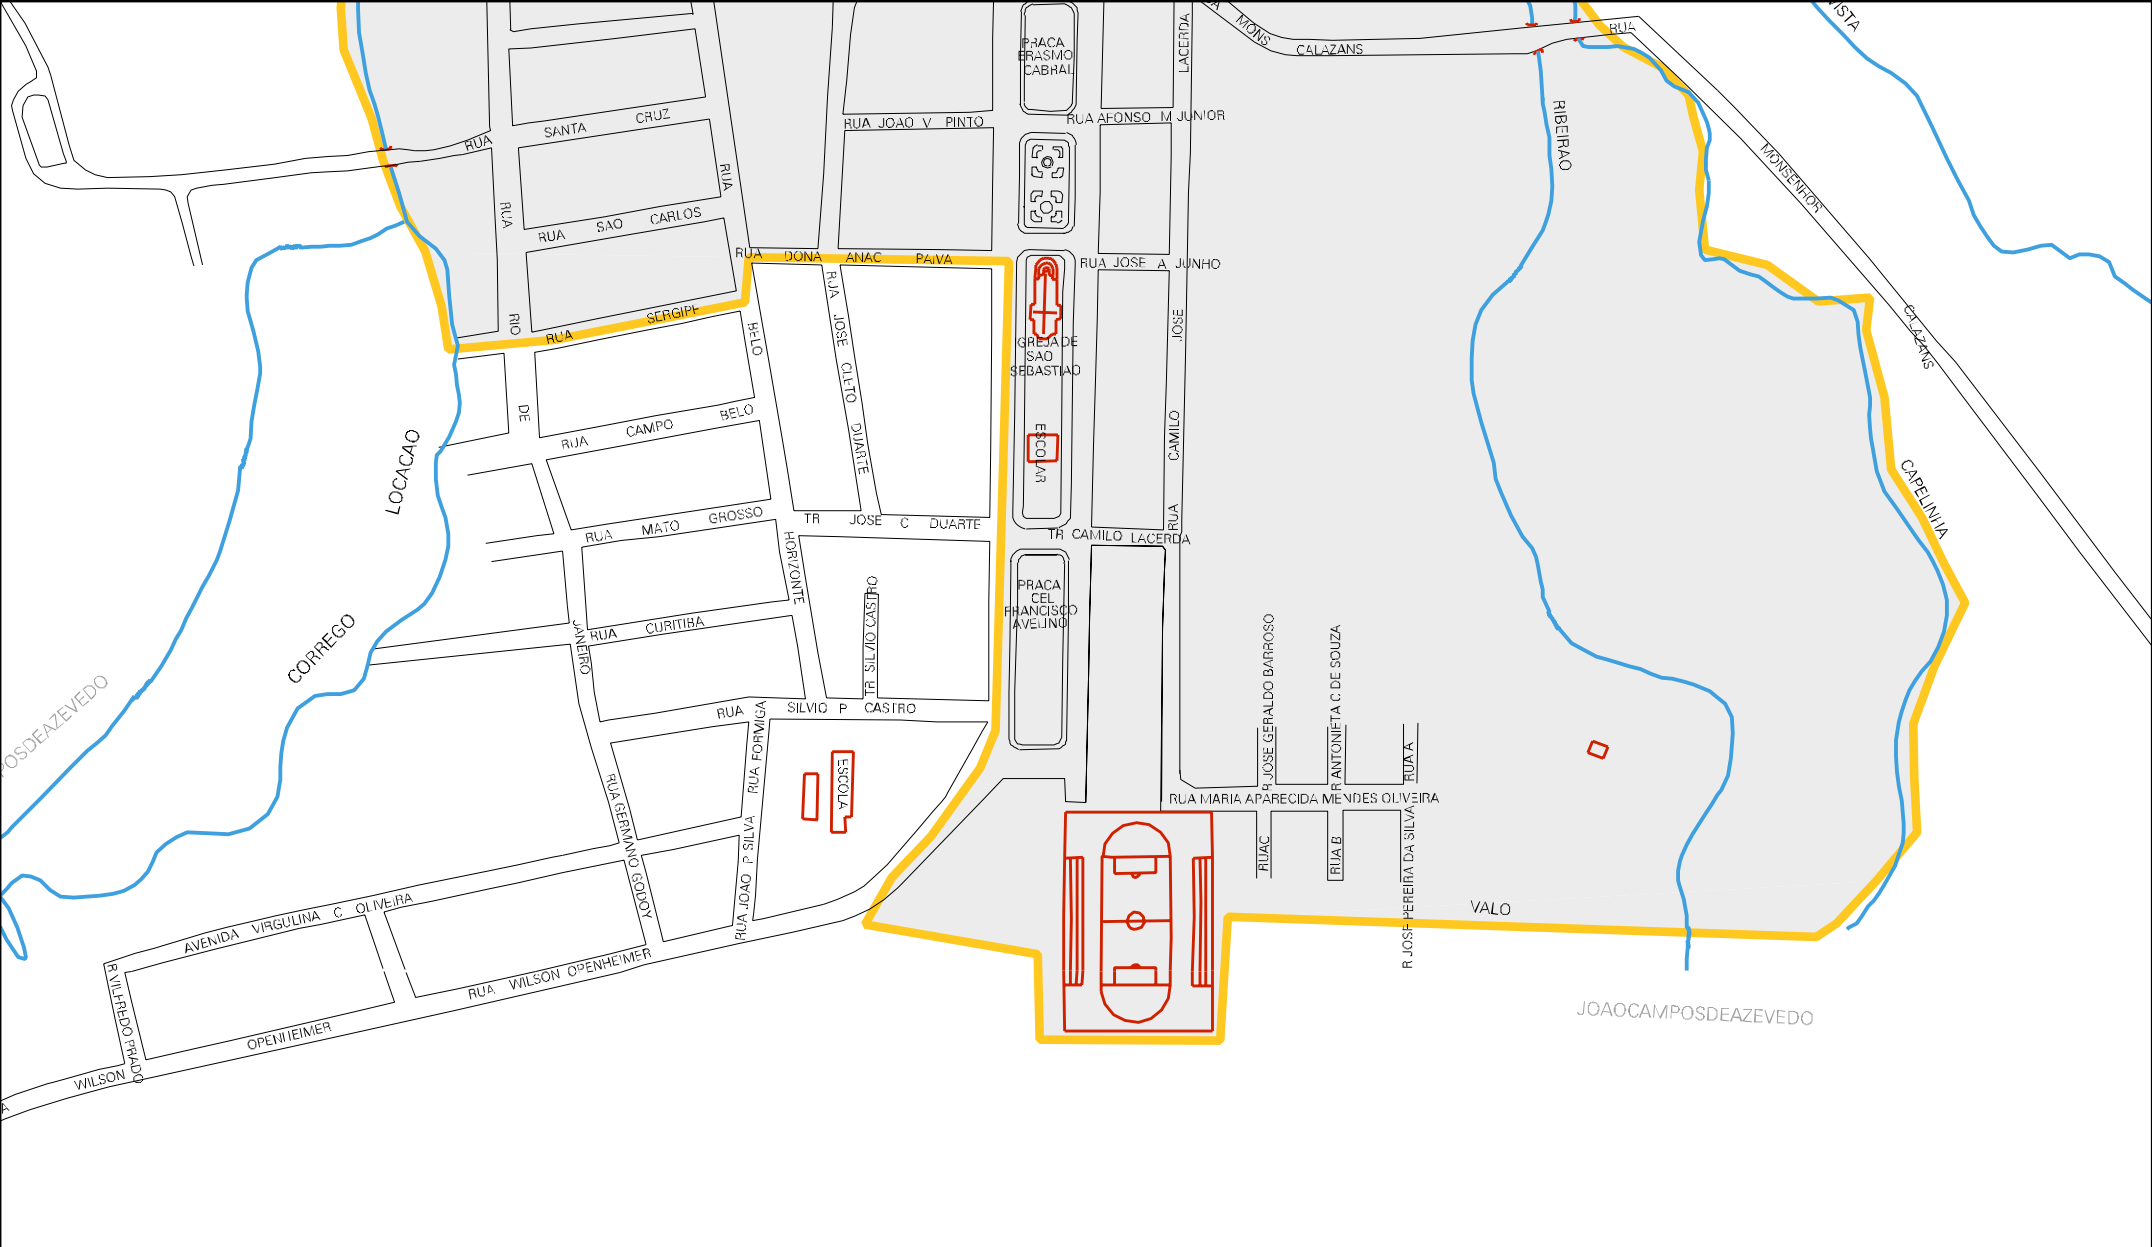 VISTA
MONS
CALAZANS
RUA
LACERDA
PRACA
ERASMO
CABRAL
RUA JOAO V PINTO
RUA AFONSO M JUNIOR
SANTA CRUZ
RUA
RUA
RUA
RIBEIRAO
MONSENHOR
CALAZANS
RUA SAO CARLOS
RUA DONA ANAC PAIVA
RUA JOSE A JUNHO
RUA SERGIPE
RIO
DE
JANEIRO
BELO
HORIZONTE
RUA JOSE CLETO DUARTE
GREJA DE
SAO
SEBASTIAO
ESCOLAR
JOSE
CAMILO
RUA
LOCACAO
CORREGO
RUA CAMPO BELO
RUA MATO GROSSO
TR JOSE C DUARTE
TR CAMILO LACERDA
CAPELINHA
PRACA
CEL
FRANCISCO
AVELINO
TR SILVIO CASTRO
RUA CURITIBA
RUA SILVIO P CASTRO
RUA FORMIGA
ESCOLA
R JOSE GERALDO BARROSO
R ANTONIETA C DE SOUZA
RUA A
RUA MARIA APARECIDA MENDES OLIVEIRA
RUA C
RUA B
R JOSE PEREIRA DA SILVA
POSDEAZEVEDO
RUA GERMANO GODOY
RUA JOAO P SILVA
AVENIDA VIRGULINA C OLIVEIRA
VALO
RUA WILSON OPENHEIMER
R VILFREDO PRADO
OPENHEIMER
WILSON
A
JOAOCAMPOSDEAZEVEDO